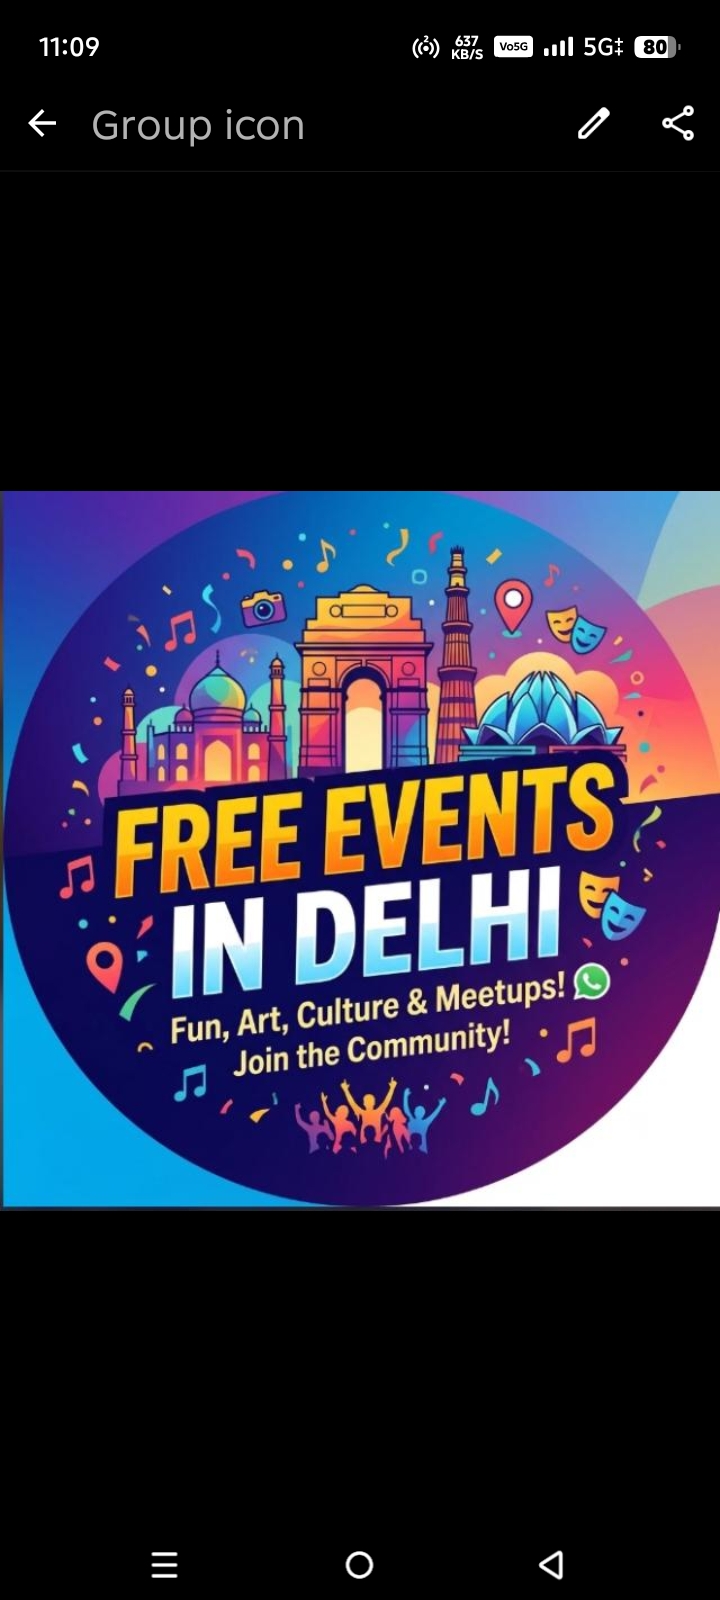 11:09
637
KB/S
Vo5G
5G‡
80
Group icon
FREE EVENTS
IN DELHI
Fun, Art, Culture & Meetups!
Join the Community!